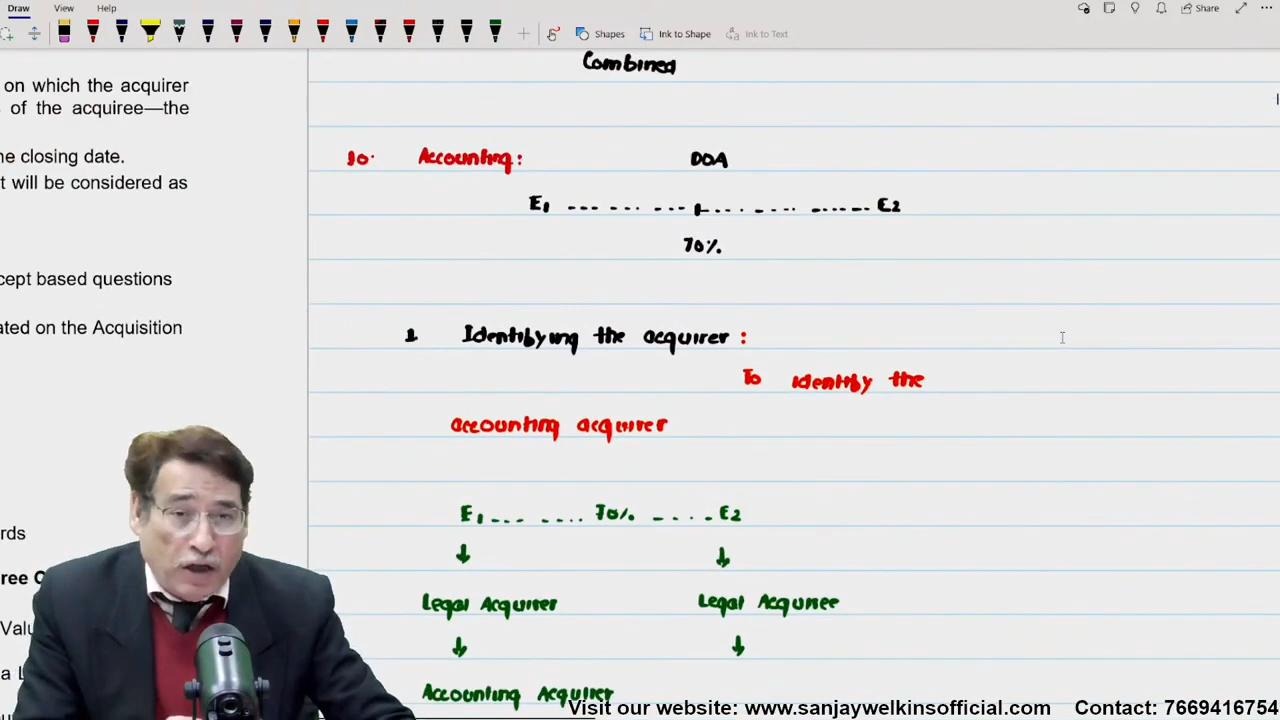 Draw View Help Share
Shapes Ink to Shape Ink to Text
on which the acquirer
of the acquiree—the
closing date.
t will be considered as
cept based questions
ated on the Acquisition
rds
ree
Valu
a L
Combined
10. Accounting: DOA
E1 E2
70%
1 Identifying the acquirer :
To identify the
accounting acquirer
E1 70% E2
Legal Acquirer Legal Acquiree
Accounting Acquirer
Visit our website: www.sanjaywelkinsofficial.com Contact: 7669416754